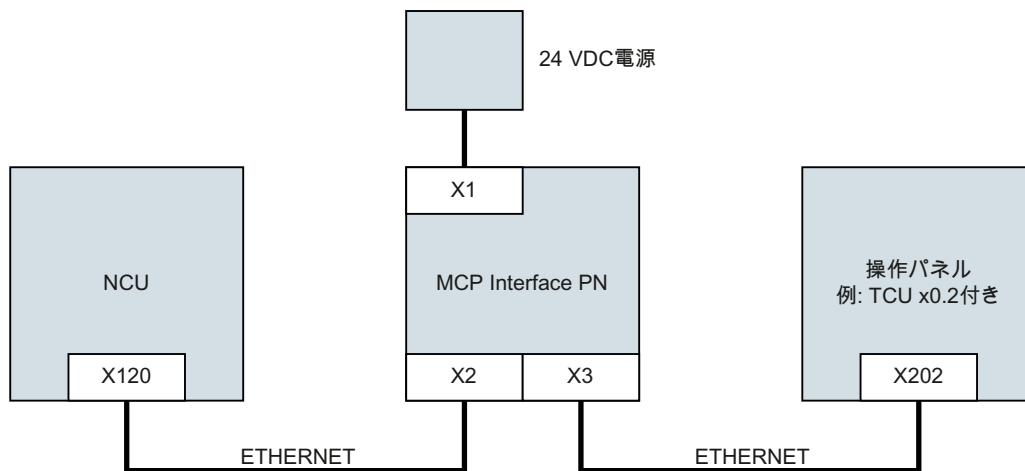 24 VDC電源
X1
NCU
MCP Interface PN
操作パネル
例: TCU x0.2付き
X120
X2
X3
X202
ETHERNET
ETHERNET